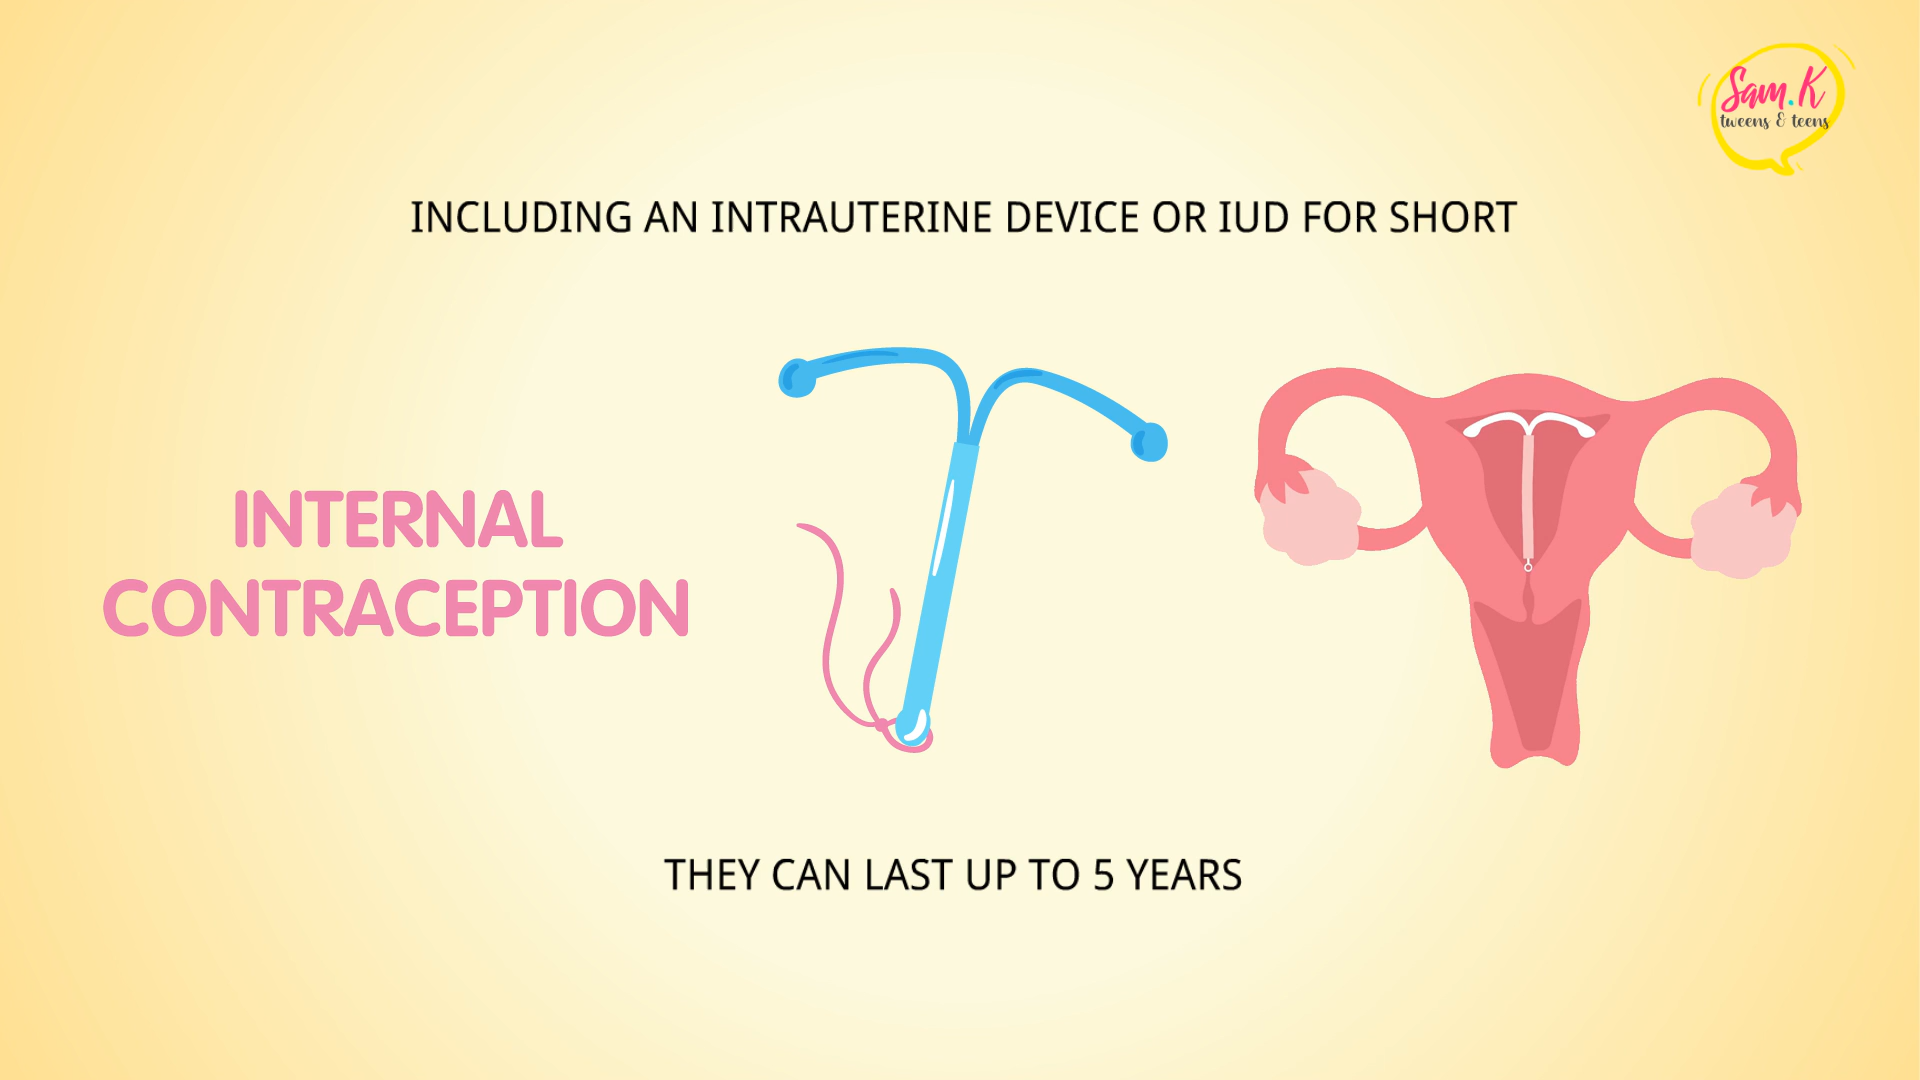 Sam.K
tweens & teens
INCLUDING AN INTRAUTERINE DEVICE OR IUD FOR SHORT
INTERNAL
CONTRACEPTION
THEY CAN LAST UP TO 5 YEARS